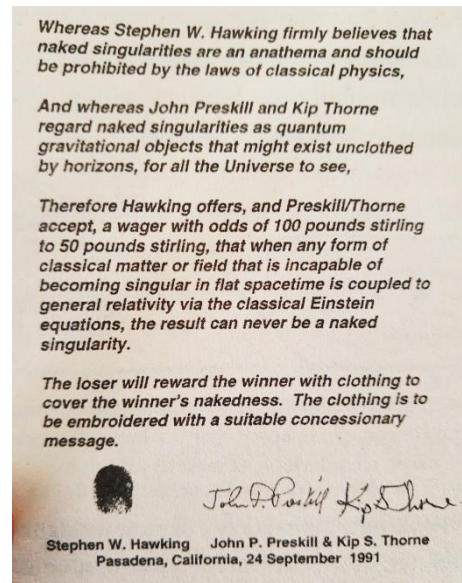 Whereas Stephen W. Hawking firmly believes that
naked singularities are an anathema and should
be prohibited by the laws of classical physics,
And whereas John Preskill and Kip Thorne
regard naked singularities as quantum
gravitational objects that might exist unclothed
by horizons, for all the Universe to see,
Therefore Hawking offers, and Preskill/Thorne
accept, a wager with odds of 100 pounds stirling
to 50 pounds stirling, that when any form of
classical matter or field that is incapable of
becoming singular in flat spacetime is coupled to
general relativity via the classical Einstein
equations, the result can never be a naked
singularity.
The loser will reward the winner with clothing to
cover the winner's nakedness. The clothing is to
be embroidered with a suitable concessionary
message.
John P. Preskill Kip S Thorne
Stephen W. Hawking John P. Preskill & Kip S. Thorne
Pasadena, California, 24 September 1991